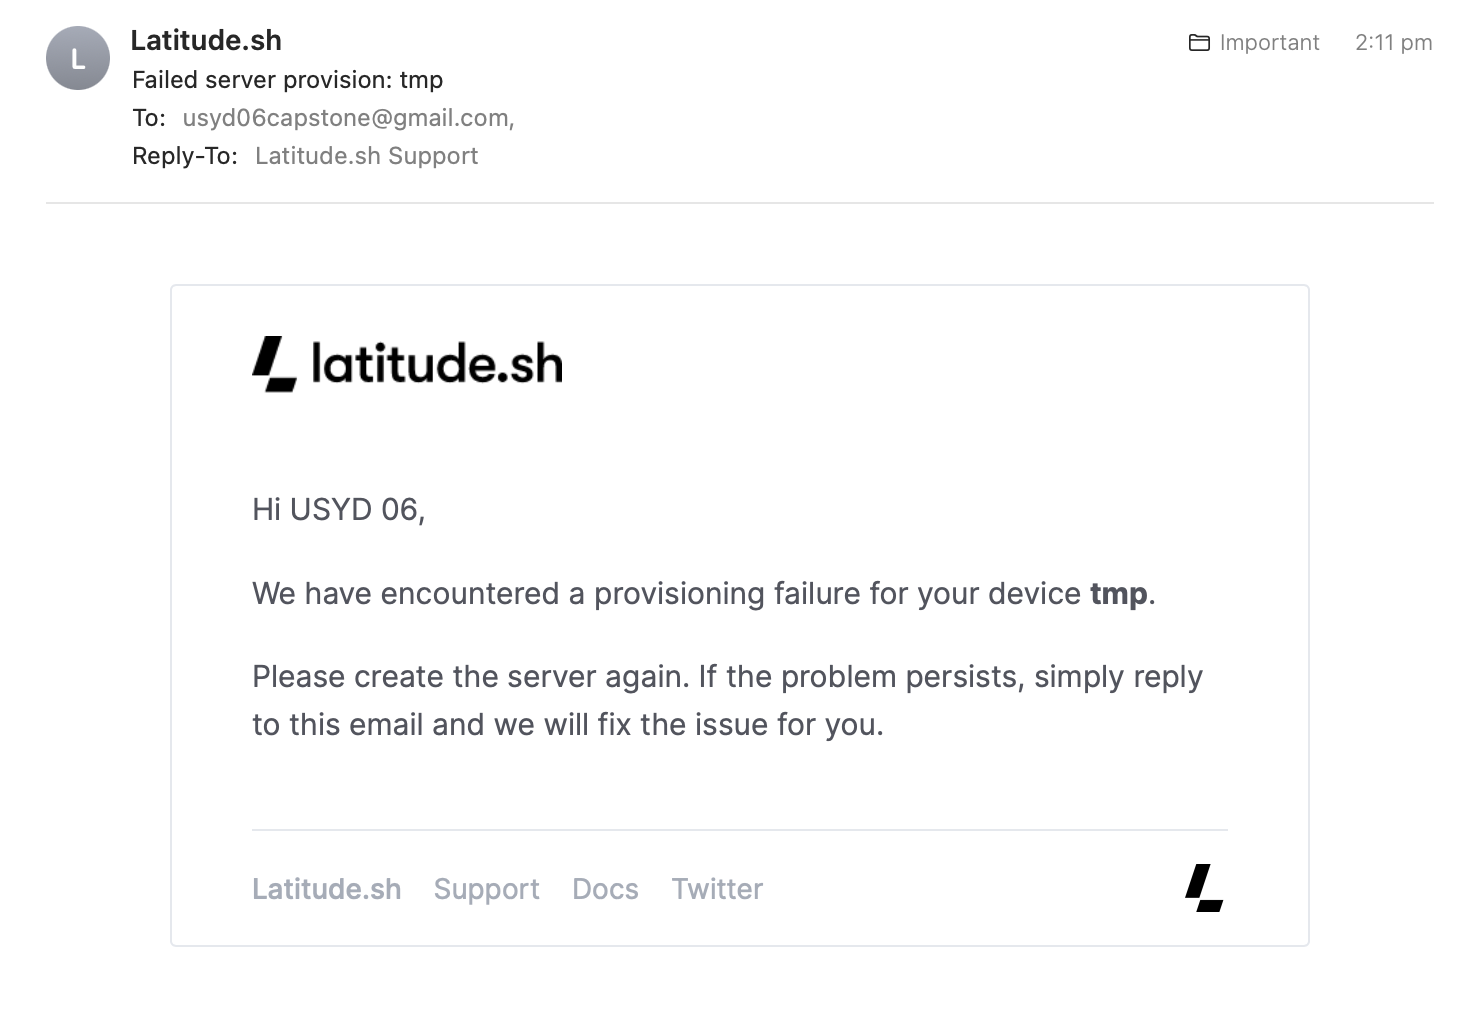 L
Latitude.sh
Important
2:11 pm
Failed server provision: tmp
To: usyd06capstone@gmail.com,
Reply-To: Latitude.sh Support
latitude.sh
Hi USYD 06,
We have encountered a provisioning failure for your device tmp.
Please create the server again. If the problem persists, simply reply
to this email and we will fix the issue for you.
Latitude.sh Support Docs Twitter